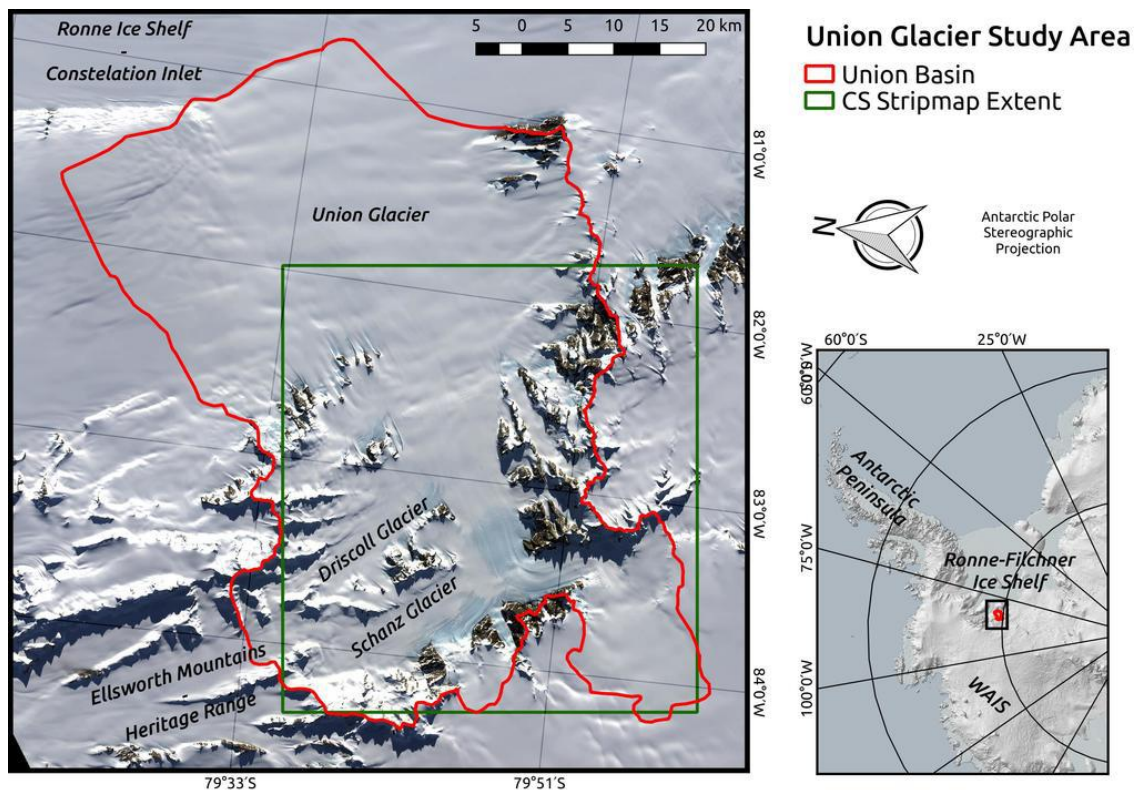 Ronne Ice Shelf
-
Constelation Inlet
5 0 5 10 15 20 km
Union Glacier
Driscoll Glacier
Schanz Glacier
Ellsworth Mountains
-
Heritage Range
81°0'W
82°0'W
83°0'W
84°0'W
79°33'S
79°51'S
Union Glacier Study Area
Union Basin
CS Stripmap Extent
N
Antarctic Polar
Stereographic
Projection
60°0'S
25°0'W
75°0'W
100°0'W
Antarctic
Peninsula
Ronne-Filchner
Ice Shelf
WAIS